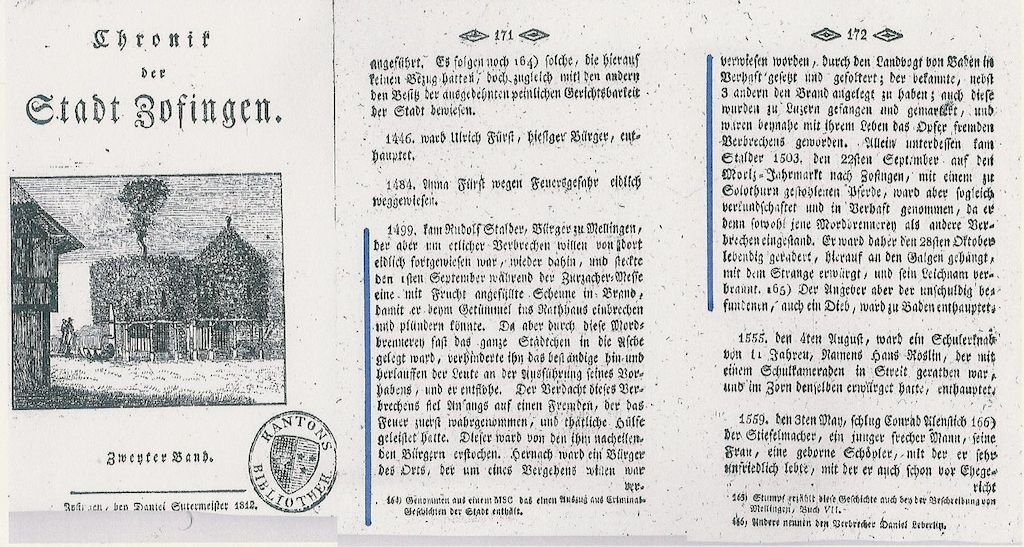 Chronik
der
Stadt Zofingen.
KANTONS
BIBLIOTHEK
Zweyter Band.
Zofingen, bey Daniel Sutermeister 1812.
171
angeführt. Es folgen noch 164) solche, die hierauf
keinen Bezug hatten, doch zugleich mitl den andern
den Besitz der ausgedehnten peinlichen Gerichtsbarkeit
der Stadt beweisen.
1446. ward Ulrich Fürst, hiesiger Bürger, ent-
hauptet.
1484. Anna Fürst wegen Feuersgefahr eidlich
weggewiesen.
1499. kam Rudolf Stalder, Bürger zu Mellingen,
der aber um etlicher Verbrechen willen von dort
eidlich fortgewiesen war, wieder dahin, und steckte
den 1sten September während der Zurzacher-Messe
eine mit Frucht angefüllte Scheune in Brand,
damit er beym Getümmel ins Rathhaus einbrechen
und plündern könnte. Da aber durch diese Mord-
brennerey fast das ganze Städtchen in die Asche
gelegt ward, verhinderte ihn das beständige hin-und
herlauffen der Leute an der Ausführung seines Vor-
habens, und er entflohe. Der Verdacht dieses Ver-
brechens fiel Anfangs auf einen Fremden, der das
Feuer zuerst wahrgenommen, und thätliche Hülfe
geleistet hatte. Dieser ward von den ihm nacheilen-
den Bürgern erstochen. Hernach ward ein Bürger
des Orts, der um eines Vergehens willen war
ver-
164) Genommen aus einem MSC das einen Auszug aus Criminal-
Geschichten der Stadt enthält.
172
verwiesen worden, durch den Landvogt von Baden in
Verhaft gesetzt und gefoltert; der bekannte, nebst
3 andern den Brand angelegt zu haben; auch diese
wurden zu Luzern gefangen und gemartert, und
wären beynahe mit ihrem Leben das Opfer fremden
Verbrechens geworden. Allein unterdessen kam
Stalder 1503. den 22sten September auf den
Moriz-Jahrmarkt nach Zofingen, mit einem zu
Solothurn gestohlenen Pferde, ward aber sogleich
verkundschaftet und in Verhaft genommen, da er
denn sowohl jene Mordbrennerey als andere Ver-
brechen eingestand. Er ward daher den 28sten Oktober
lebendig gerädert, hierauf an den Galgen gehängt,
mit dem Strange erwürgt, und sein Leichnam ver-
brannt. 165) Der Angeber aber der unschuldig be-
fundenen, auch ein Dieb, ward zu Baden enthauptet.
1555. den 4ten August, ward ein Schulerknab
von 11 Jahren, Namens Hans Röslin, der mit
einem Schulkameraden in Streit gerathen war,
und im Zorn denselben erwürget hatte, enthauptet.
1559. den 3ten May, schlug Conrad Alenstich 166)
der Stiefelmacher, ein junger frecher Mann, seine
Frau, eine geborne Schöpler, mit der er sehr
unfriedlich lebte, mit der er auch schon vor Ehege-
richt
165) Stumpf erzählt diese Geschichte auch bey der Beschreibung von
Mellingen, Buch VII.
166) Andere nennen den Verbrecher Daniel Leberlin.